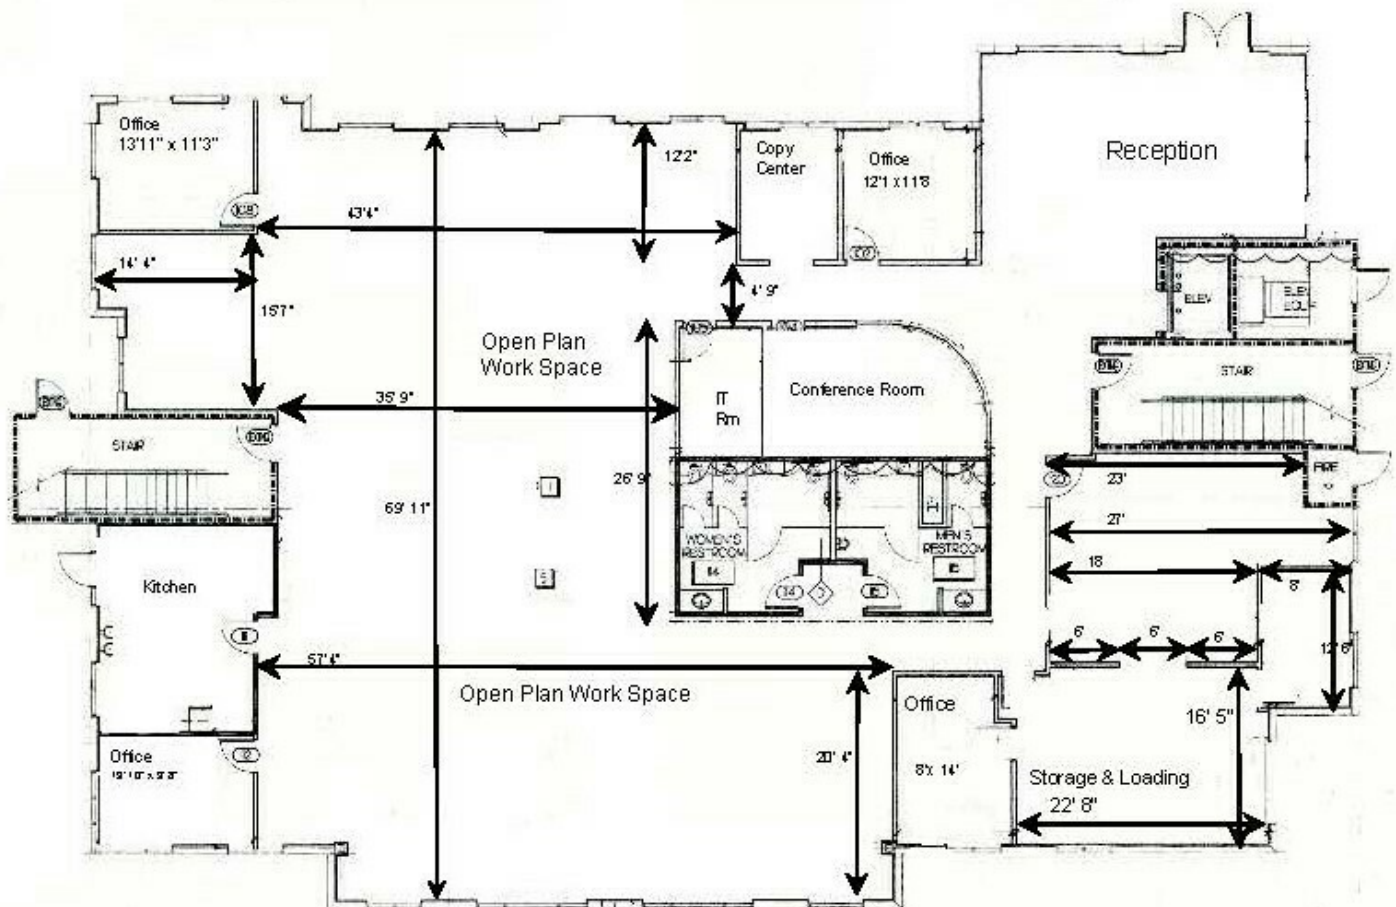 Office
13'11" x 11'3"
Copy
Center
Office
12'1 x 11'8
Reception
12'2"
43'4"
14' 4"
15'7"
4' 9"
ELEV
ELEV
Open Plan
Work Space
IT
Rm
Conference Room
STAIR
35' 9"
STAIR
FIRE
23'
26' 9"
69' 11"
27'
WOMEN'S
RESTROOM
MEN'S
RESTROOM
18
8'
Kitchen
6'
6'
6'
12' 6"
57'4"
Open Plan Work Space
Office
16' 5"
Office
20' 4"
8' x 14'
Storage & Loading
22' 8"